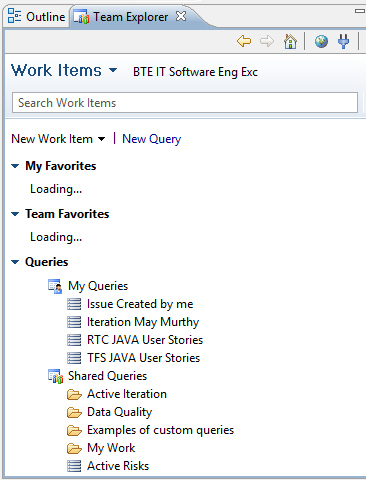 Outline Team Explorer
Work Items BTE IT Software Eng Exc
Search Work Items
New Work Item | New Query
My Favorites
Loading...
Team Favorites
Loading...
Queries
My Queries
Issue Created by me
Iteration May Murthy
RTC JAVA User Stories
TFS JAVA User Stories
Shared Queries
Active Iteration
Data Quality
Examples of custom queries
My Work
Active Risks